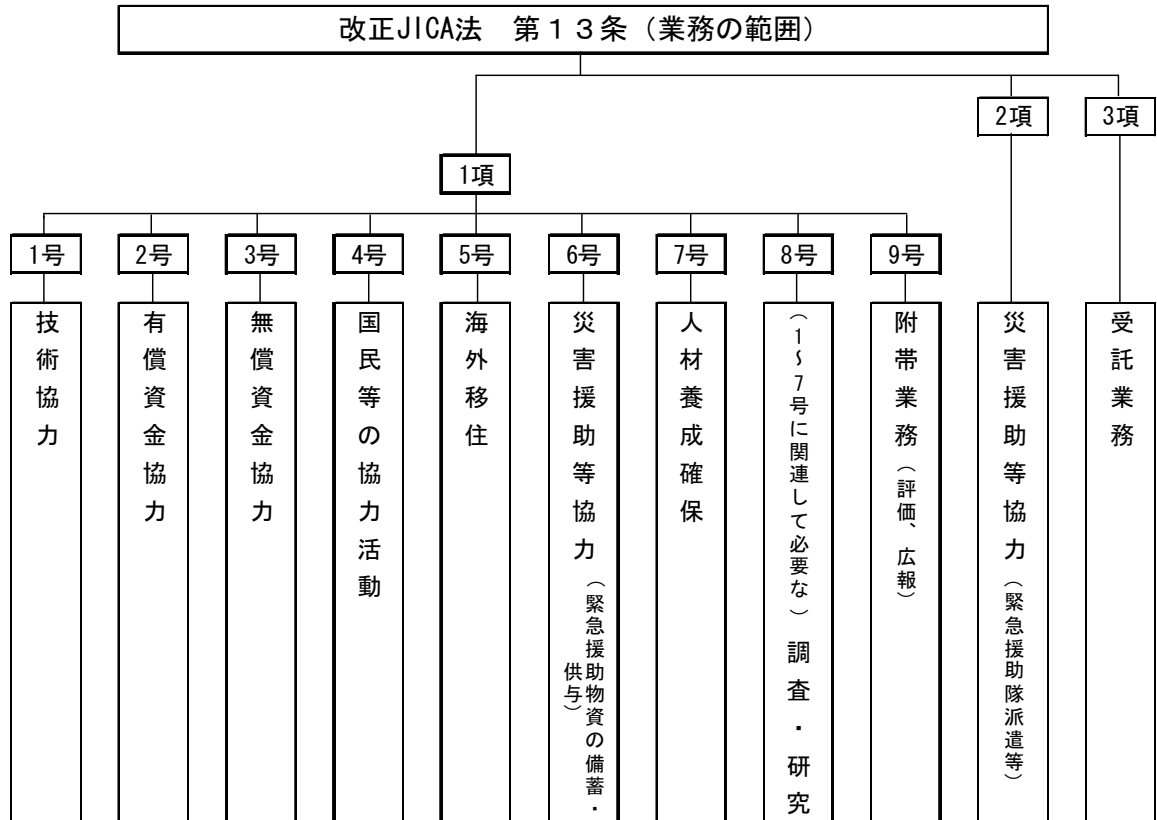 改正JICA法　第１３条（業務の範囲）
2項
3項
1項
1号
2号
3号
4号
5号
6号
7号
8号
9号
技術協力
有償資金協力
無償資金協力
国民等の協力活動
海外移住
災害援助等協力（緊急援助物資の備蓄・
供与）
人材養成確保
（1～7号に関連して必要な）調査・研究
附帯業務（評価、広報）
災害援助等協力（緊急援助隊派遣等）
受託業務